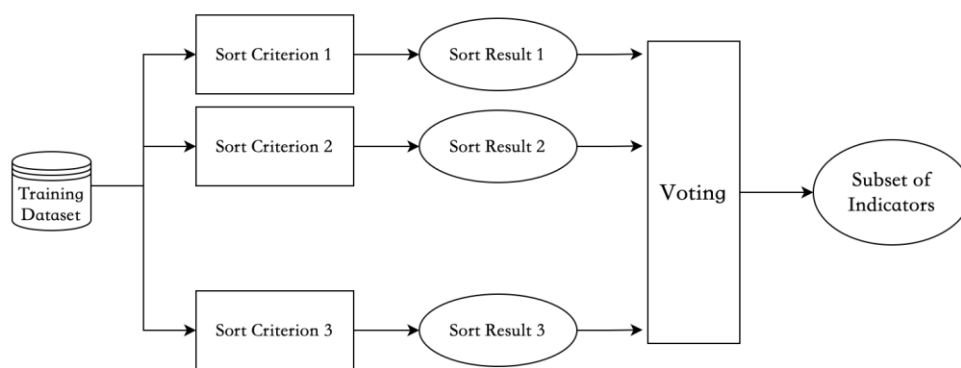 Sort Criterion 1
Sort Result 1
Sort Criterion 2
Sort Result 2
Training
Dataset
Voting
Subset of
Indicators
Sort Criterion 3
Sort Result 3